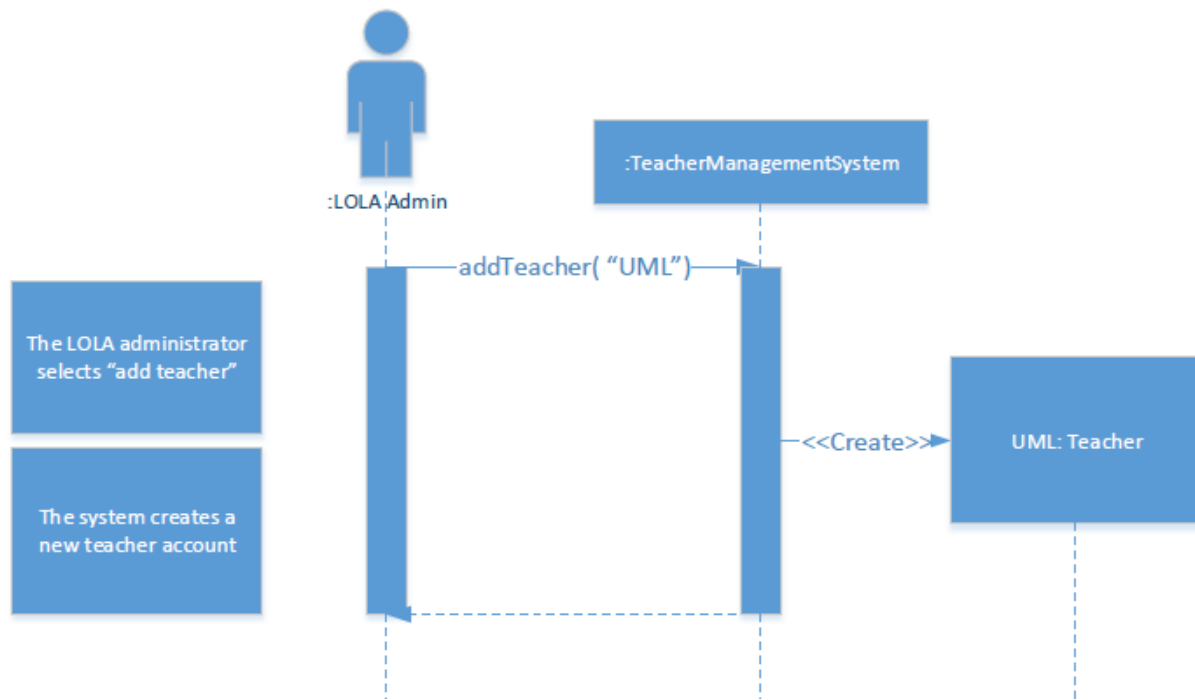 :TeacherManagementSystem
:LOLA Admin
addTeacher( “UML”)
The LOLA administrator
selects “add teacher”
<<Create>>
UML: Teacher
The system creates a
new teacher account